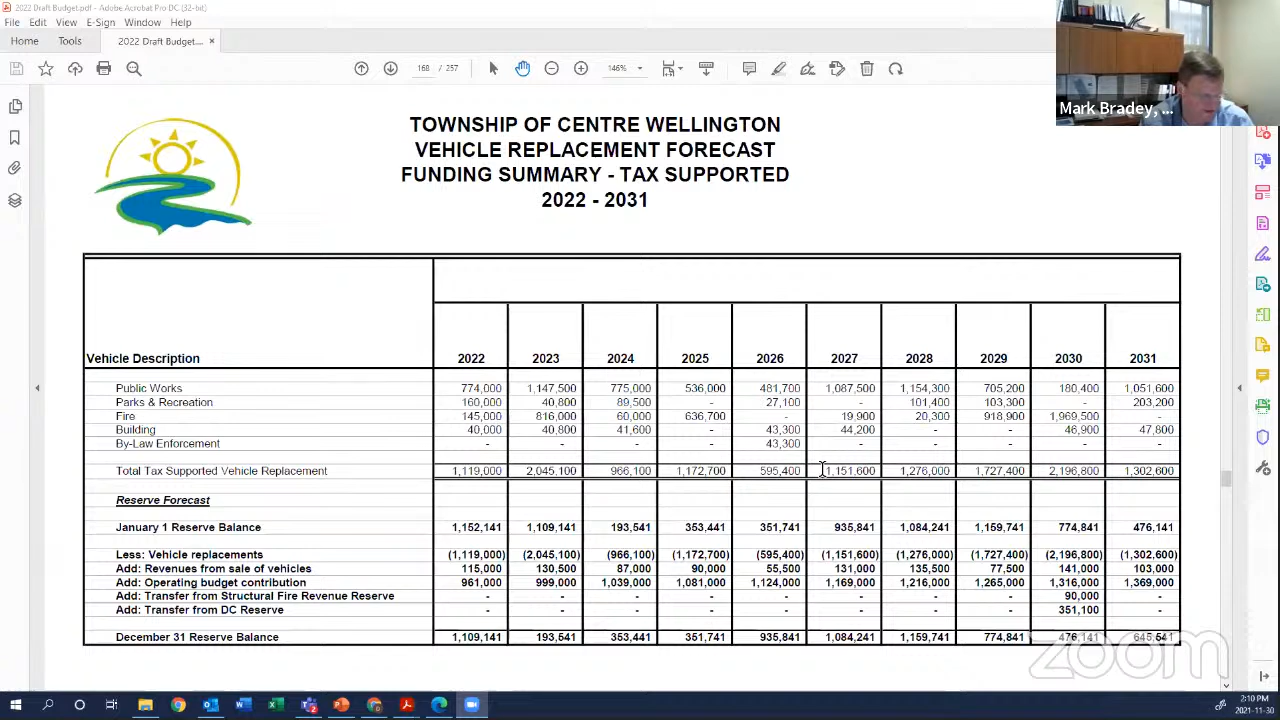 2022 Draft Budget.pdf - Adobe Acrobat Pro DC (32-bit)
File Edit View E-Sign Window Help
Home Tools 2022 Draft Budget.... ×
168 / 257 146%
Mark Bradey, ...
TOWNSHIP OF CENTRE WELLINGTON
VEHICLE REPLACEMENT FORECAST
FUNDING SUMMARY - TAX SUPPORTED
2022 - 2031
Vehicle Description 2022 2023 2024 2025 2026 2027 2028 2029 2030 2031
Public Works 774,000 1,147,500 775,000 536,000 481,700 1,087,500 1,154,300 705,200 180,400 1,051,600
Parks & Recreation 160,000 40,800 89,500 - 27,100 - 101,400 103,300 - 203,200
Fire 145,000 816,000 60,000 636,700 - 19,900 20,300 918,900 1,969,500 -
Building 40,000 40,800 41,600 - 43,300 44,200 - - 46,900 47,800
By-Law Enforcement - - - - 43,300 - - - - -
Total Tax Supported Vehicle Replacement 1,119,000 2,045,100 966,100 1,172,700 595,400 1,151,600 1,276,000 1,727,400 2,196,800 1,302,600
Reserve Forecast
January 1 Reserve Balance 1,152,141 1,109,141 193,541 353,441 351,741 935,841 1,084,241 1,159,741 774,841 476,141
Less: Vehicle replacements (1,119,000) (2,045,100) (966,100) (1,172,700) (595,400) (1,151,600) (1,276,000) (1,727,400) (2,196,800) (1,302,600)
Add: Revenues from sale of vehicles 115,000 130,500 87,000 90,000 55,500 131,000 135,500 77,500 141,000 103,000
Add: Operating budget contribution 961,000 999,000 1,039,000 1,081,000 1,124,000 1,169,000 1,216,000 1,265,000 1,316,000 1,369,000
Add: Transfer from Structural Fire Revenue Reserve - - - - - - - - 90,000 -
Add: Transfer from DC Reserve - - - - - - - - 351,100 -
December 31 Reserve Balance 1,109,141 193,541 353,441 351,741 935,841 1,084,241 1,159,741 774,841 476,141 645,541
zoom
2:10 PM
2021-11-30